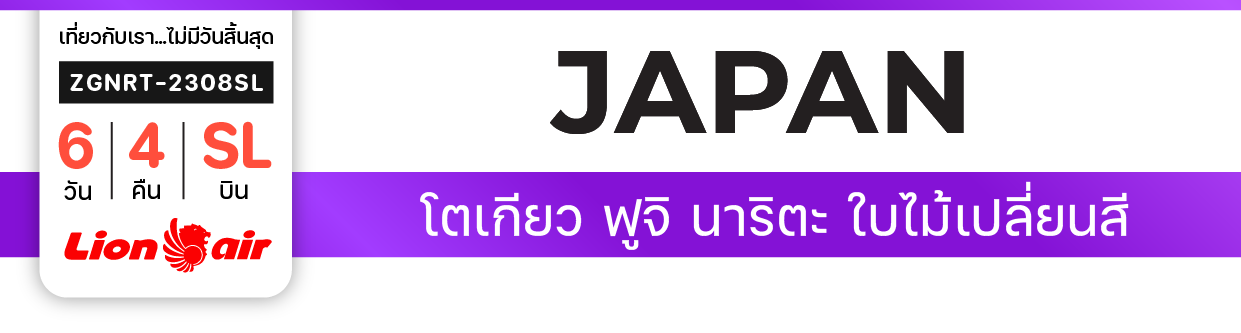 เที่ยวกับเรา...ไม่มีวันสิ้นสุด
ZGNRT-2308SL
6 4 SL
วัน คืน บิน
Lion air
JAPAN
โตเกียว ฟูจิ นาริตะ ใบไม้เปลี่ยนสี